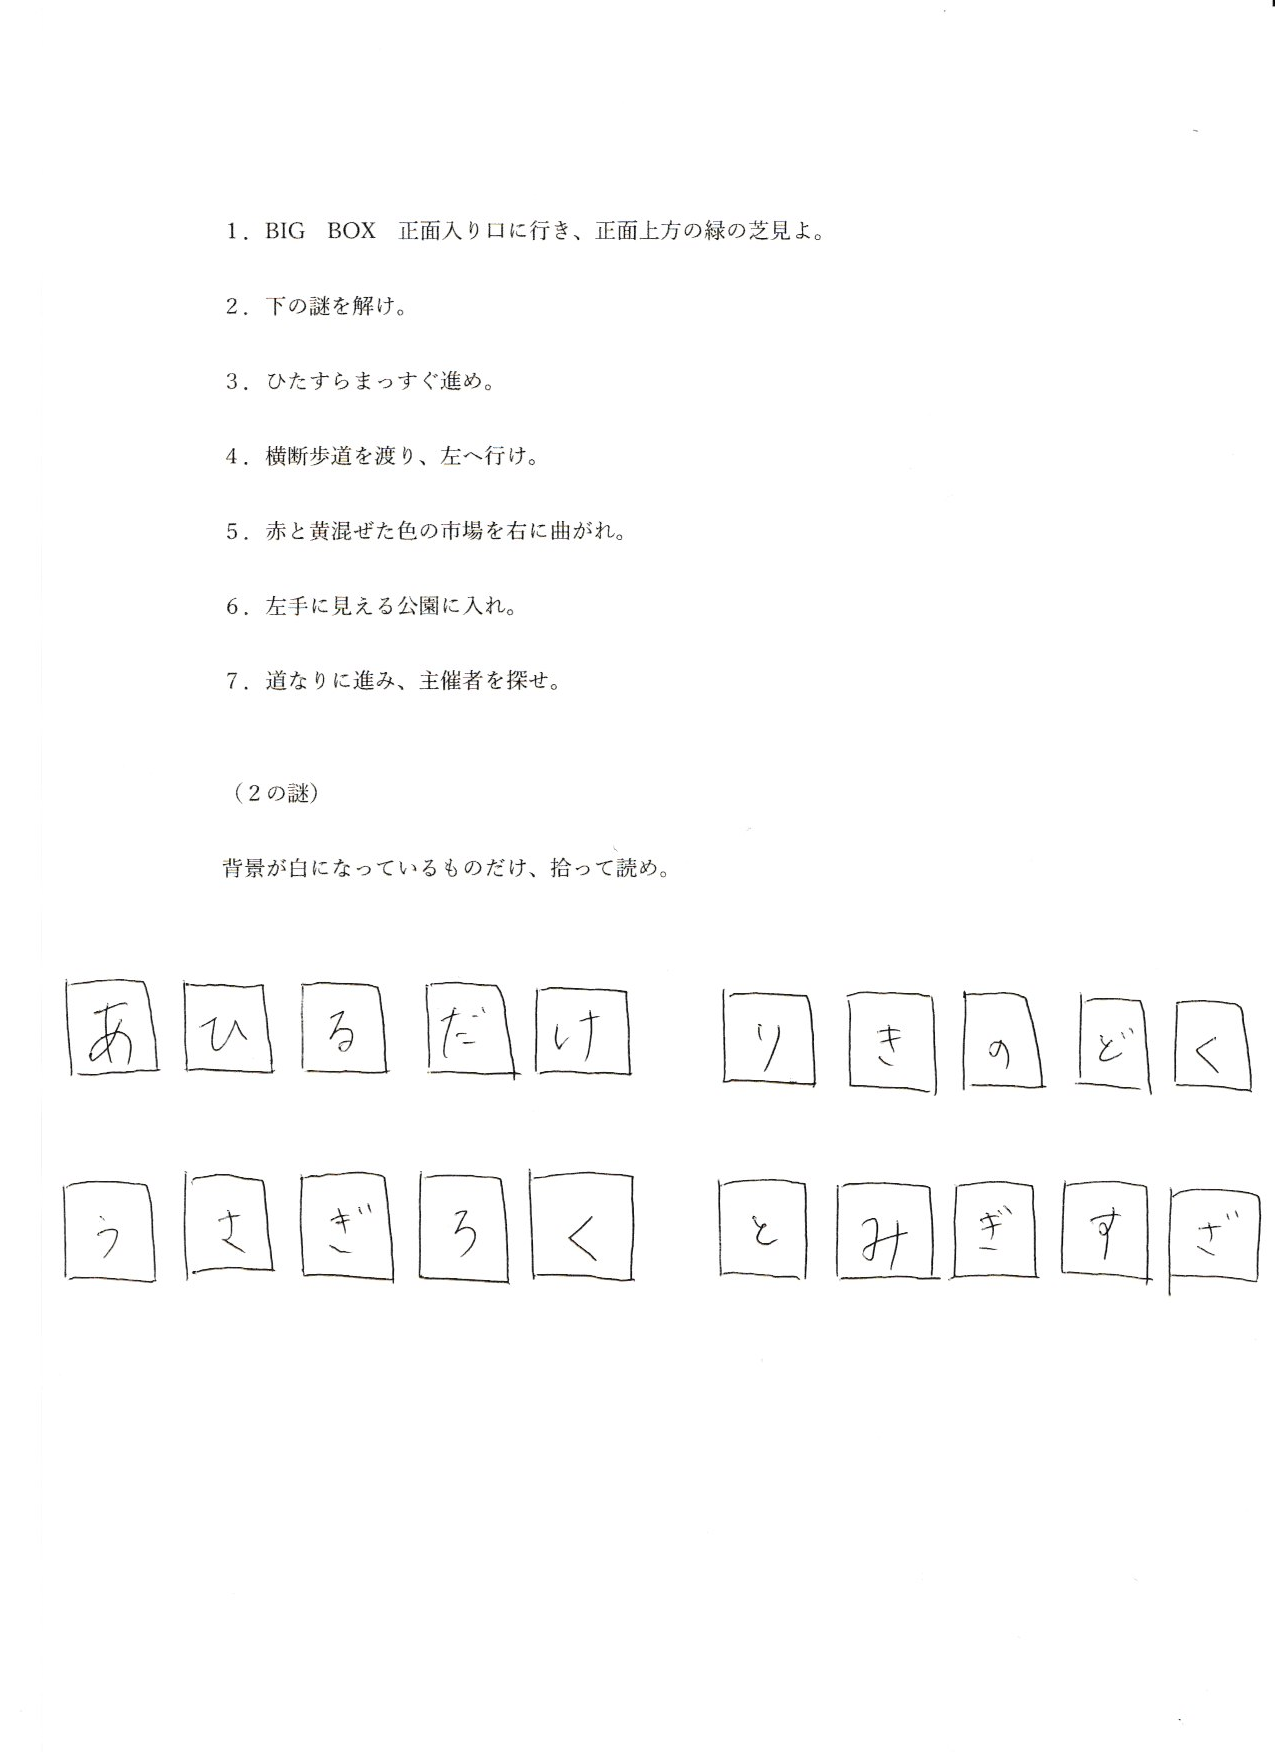 1．BIG　BOX　正面入り口に行き、正面上方の緑の芝見よ。
2．下の謎を解け。
3．ひたすらまっすぐ進め。
4．横断歩道を渡り、左へ行け。
5．赤と黄混ぜた色の市場を右に曲がれ。
6．左手に見える公園に入れ。
7．道なりに進み、主催者を探せ。
（2の謎）
背景が白になっているものだけ、拾って読め。
あひるだけ　りきのどく
うさぎろく　とみぎすざ